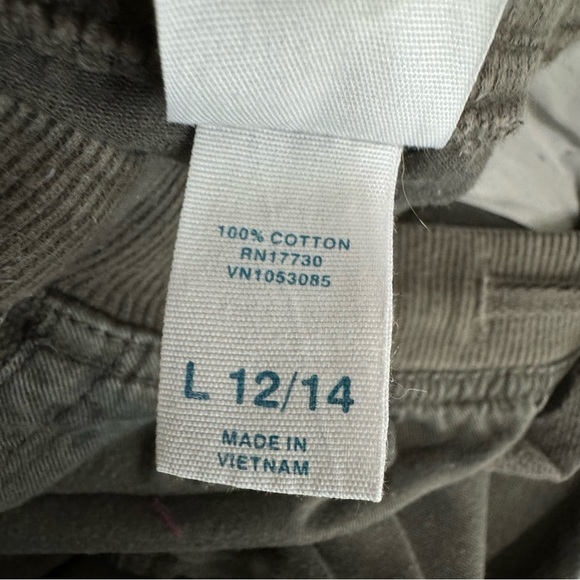 100% COTTON
RN17730
VN1053085
L 12/14
MADE IN
VIETNAM